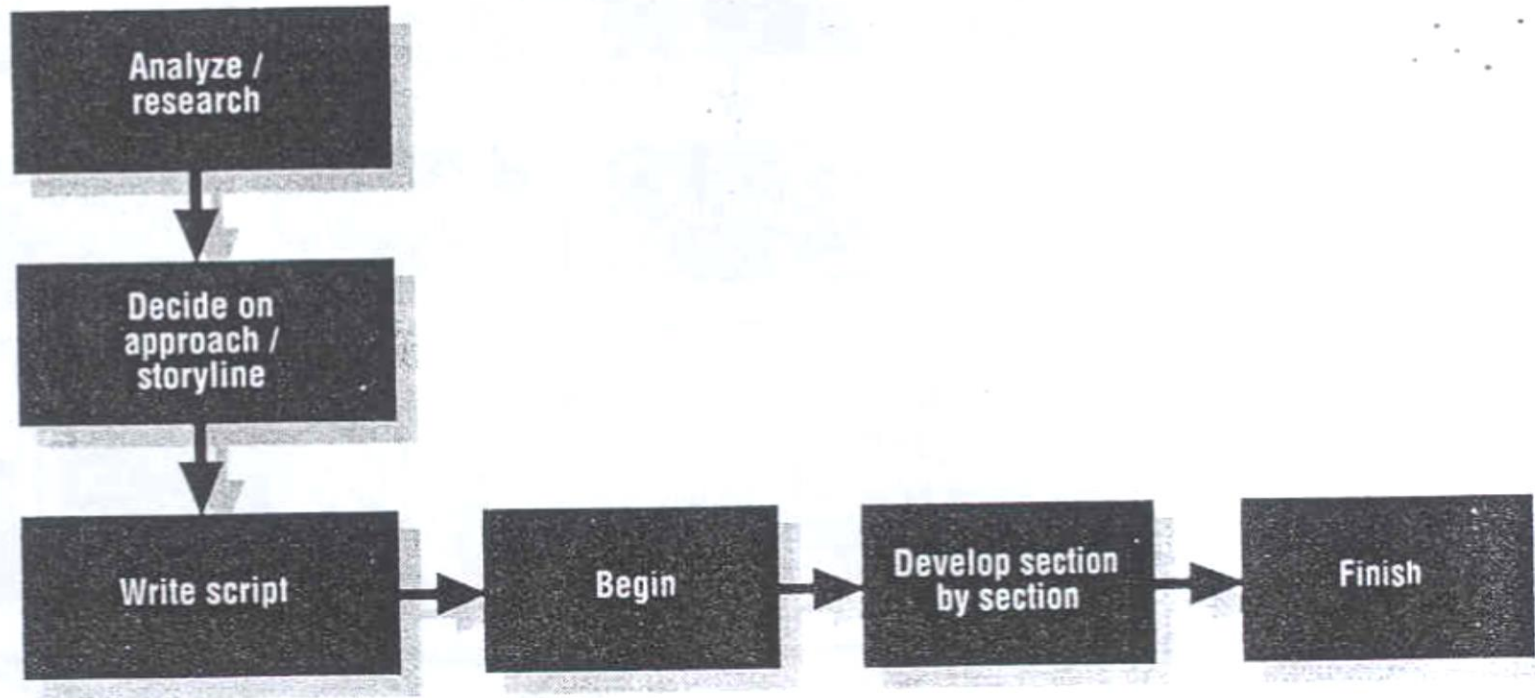 Analyze /
research
Decide on
approach /
storyline
Write script
Begin
Develop section
by section
Finish